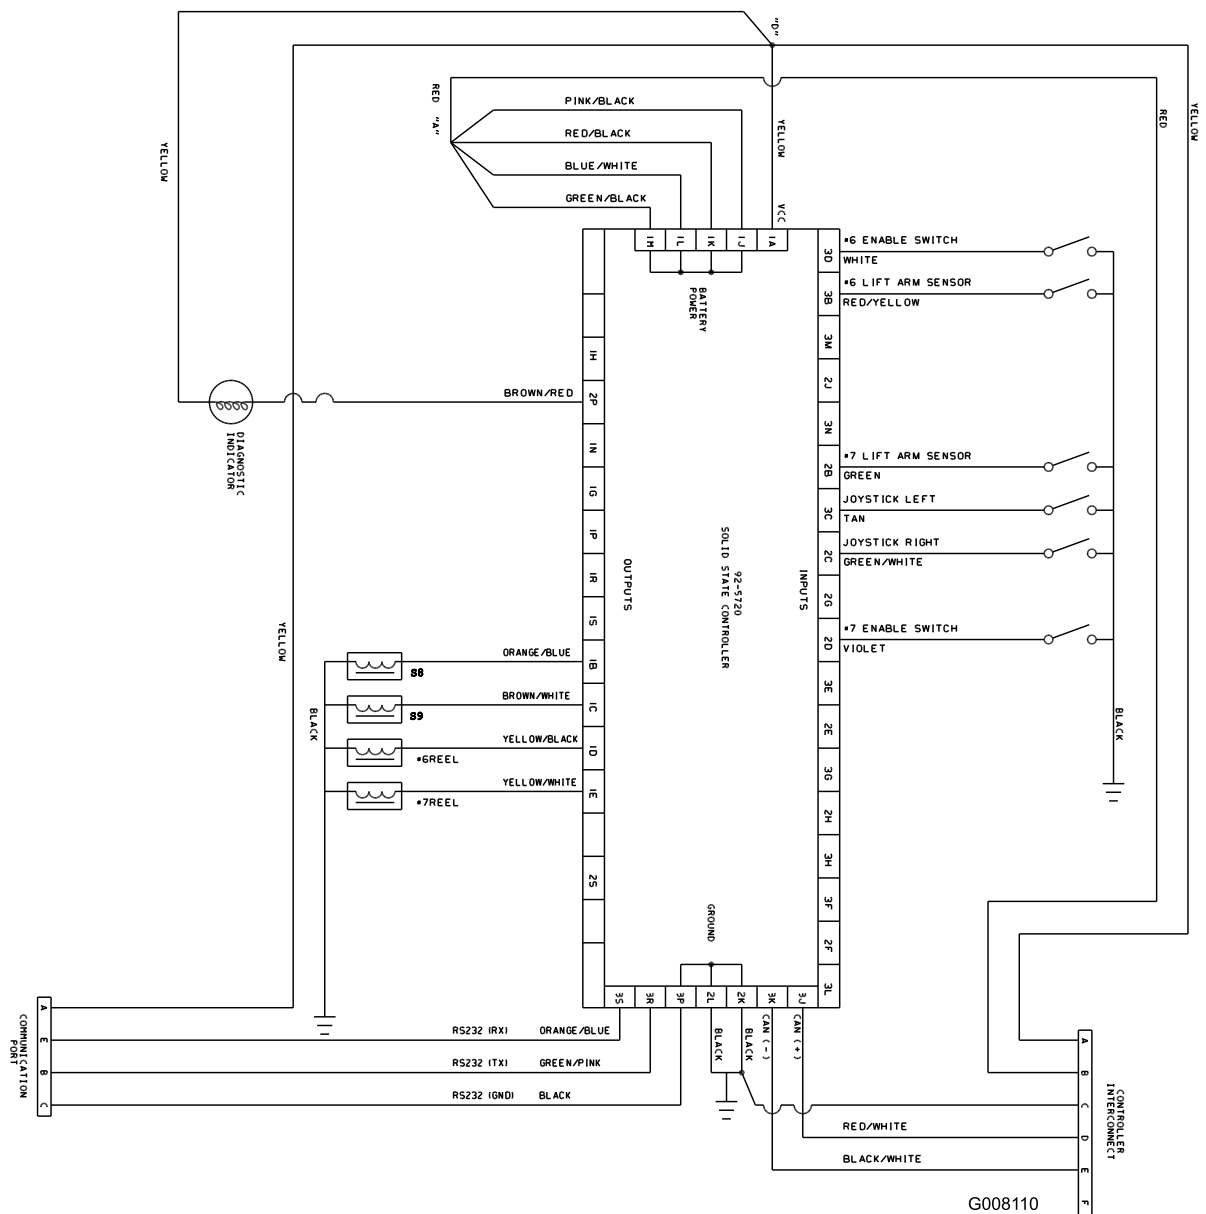 "D"
RED "A"
PINK/BLACK
RED/BLACK
BLUE/WHITE
GREEN/BLACK
YELLOW
YELLOW
RED
YELLOW
VCC
1M
1L
1K
1J
1A
BATTERY
POWER
3D
3B
3M
2J
3N
2B
3C
2C
2G
2D
3E
2E
3G
2H
3H
3F
2F
3L
#6 ENABLE SWITCH
WHITE
#6 LIFT ARM SENSOR
RED/YELLOW
#7 LIFT ARM SENSOR
GREEN
JOYSTICK LEFT
TAN
JOYSTICK RIGHT
GREEN/WHITE
#7 ENABLE SWITCH
VIOLET
BLACK
1H
2P
1N
1G
1P
1R
1S
1B
1C
1D
1E
2S
BROWN/RED
DIAGNOSTIC
INDICATOR
OUTPUTS
92-5720
SOLID STATE CONTROLLER
INPUTS
YELLOW
ORANGE/BLUE
S8
BROWN/WHITE
S9
YELLOW/BLACK
#6REEL
YELLOW/WHITE
#7REEL
BLACK
GROUND
3S
3R
3P
2L
2K
3K
3J
BLACK
BLACK
CAN (-)
CAN (+)
A
E
B
C
COMMUNICATION
PORT
RS232 (RX) ORANGE/BLUE
RS232 (TX) GREEN/PINK
RS232 (GND) BLACK
A
B
C
D
E
F
CONTROLLER
INTERCONNECT
RED/WHITE
BLACK/WHITE
G008110